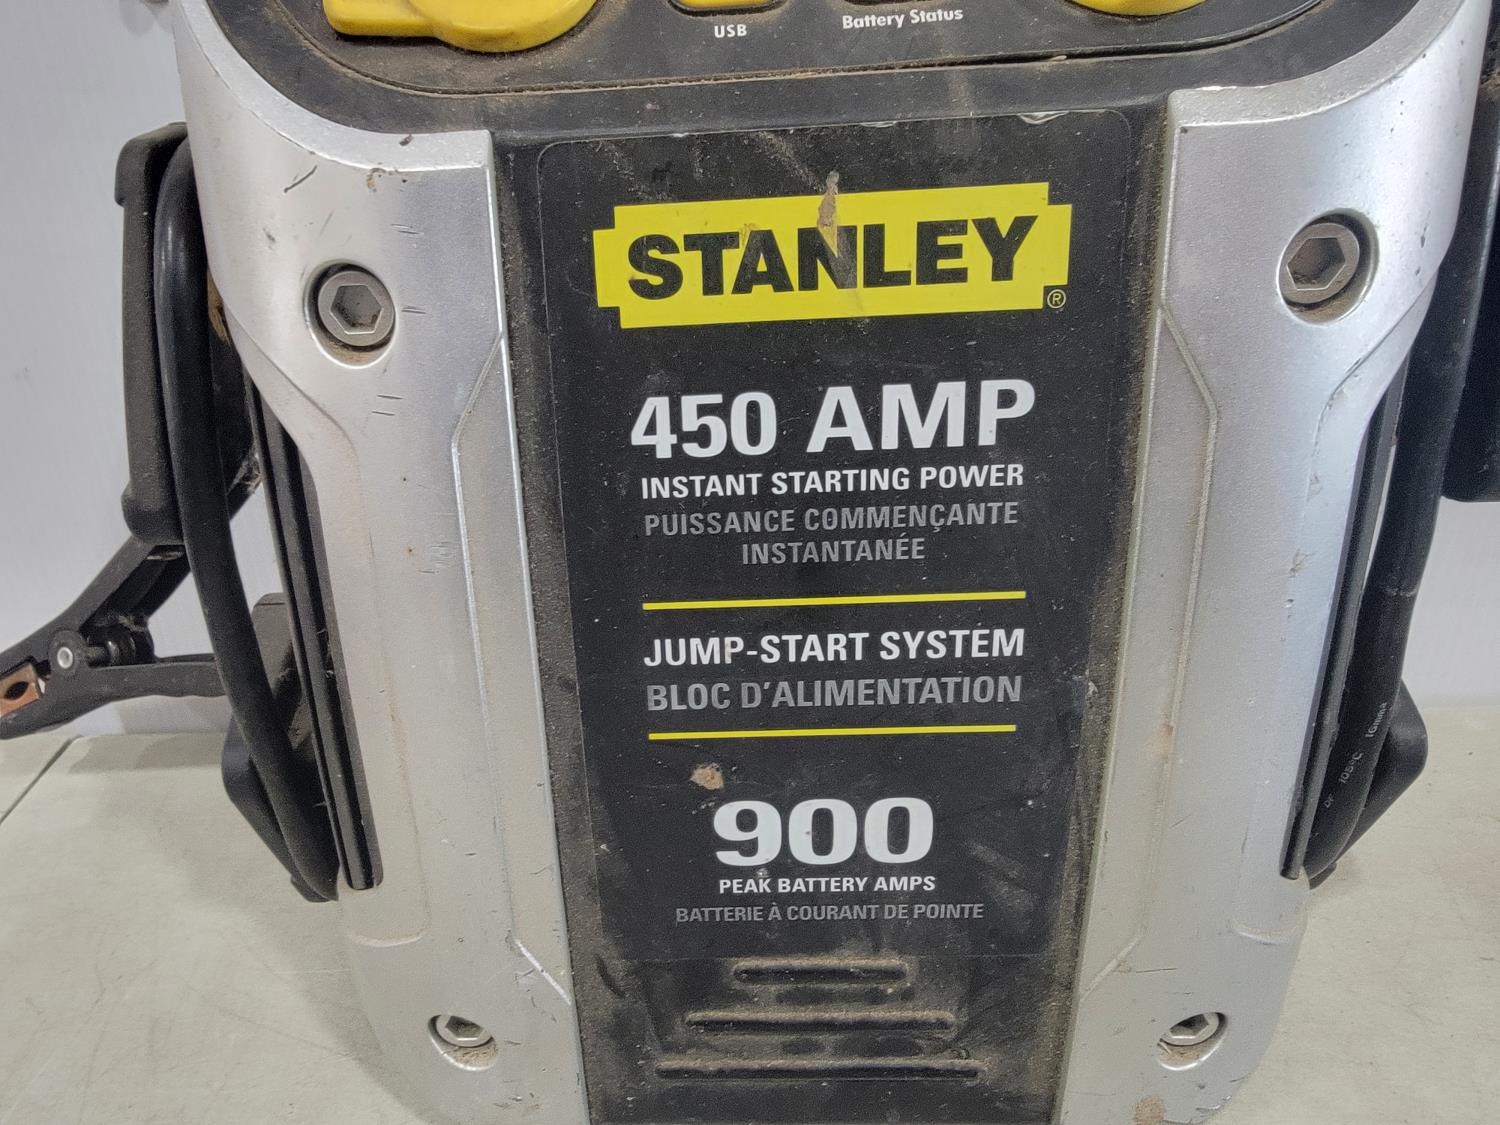 USB
Battery Status
STANLEY®
450 AMP
INSTANT STARTING POWER
PUISSANCE COMMENÇANTE
INSTANTANÉE
JUMP-START SYSTEM
BLOC D'ALIMENTATION
900
PEAK BATTERY AMPS
BATTERIE À COURANT DE POINTE
105°C